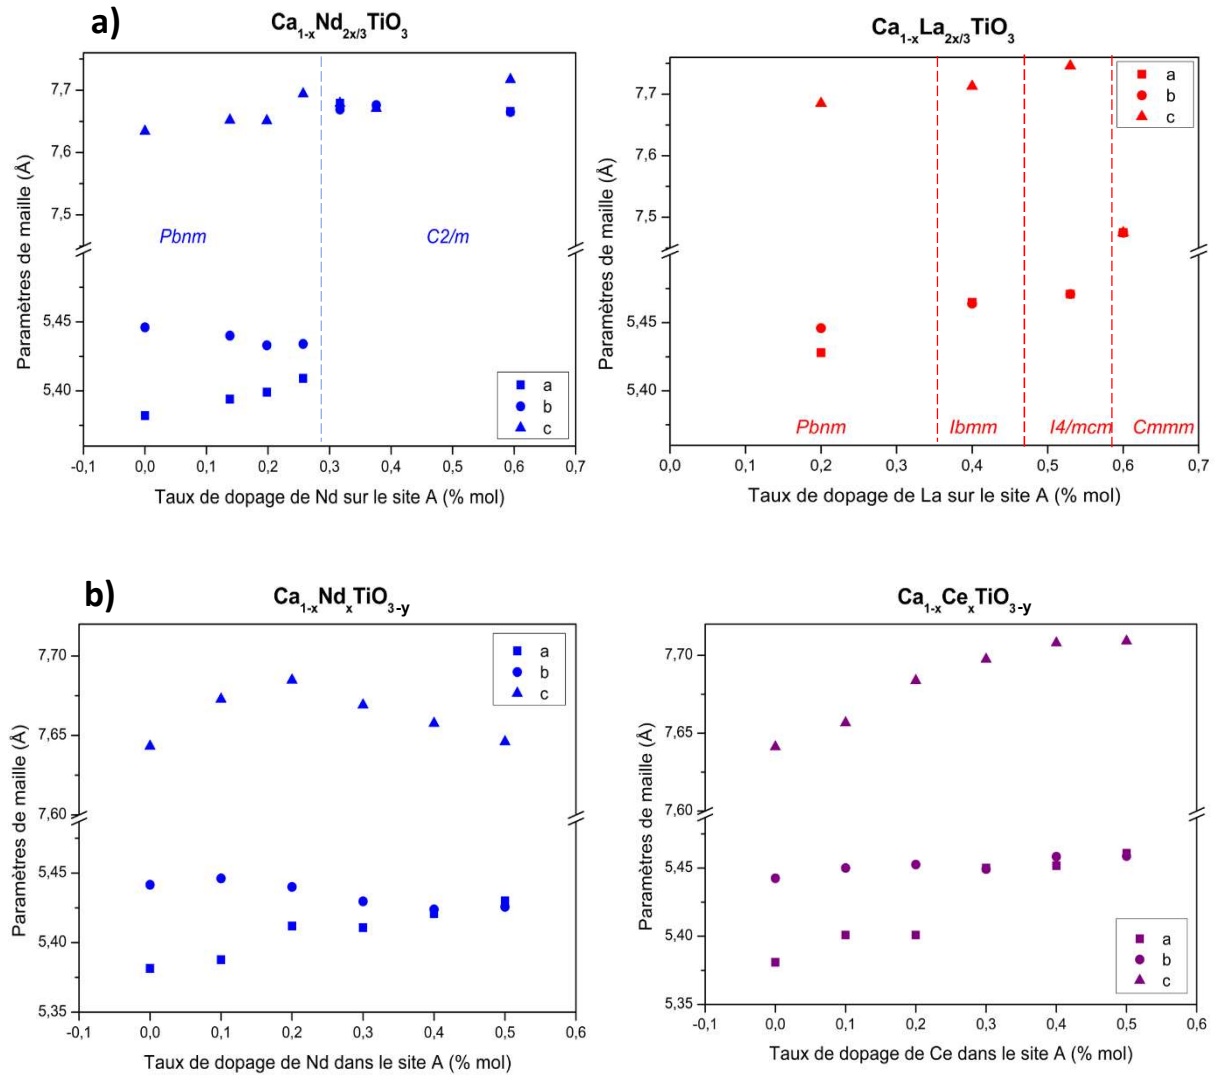 a)
Ca1-xNd2x/3TiO3
Paramètres de maille (Å)
7,7
7,6
7,5
5,45
5,40
Pbnm
C2/m
a
b
c
-0,1 0,0 0,1 0,2 0,3 0,4 0,5 0,6 0,7
Taux de dopage de Nd sur le site A (% mol)
Ca1-xLa2x/3TiO3
Paramètres de maille (Å)
7,7
7,6
7,5
5,45
5,40
a
b
c
Pbnm
Ibmm
I4/mcm
Cmmm
0,0 0,1 0,2 0,3 0,4 0,5 0,6 0,7
Taux de dopage de La sur le site A (% mol)
b)
Ca1-xNdxTiO3-y
Paramètres de maille (Å)
7,70
7,65
7,60
5,45
5,40
5,35
a
b
c
-0,1 0,0 0,1 0,2 0,3 0,4 0,5 0,6
Taux de dopage de Nd dans le site A (% mol)
Ca1-xCexTiO3-y
Paramètres de maille (Å)
7,70
7,65
7,60
5,45
5,40
5,35
a
b
c
-0,1 0,0 0,1 0,2 0,3 0,4 0,5 0,6
Taux de dopage de Ce dans le site A (% mol)